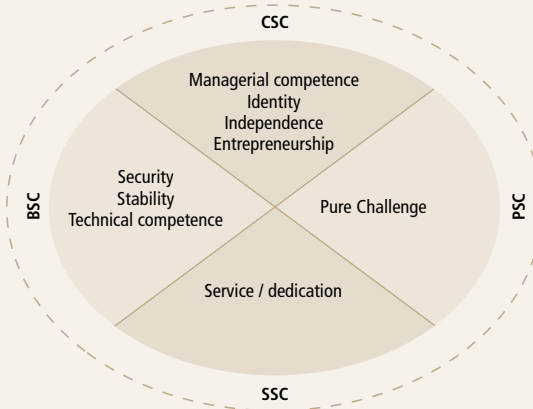 CSC
Managerial competence
Identity
Independence
Entrepreneurship
BSC
Security
Stability
Technical competence
Pure Challenge
PSC
Service / dedication
SSC